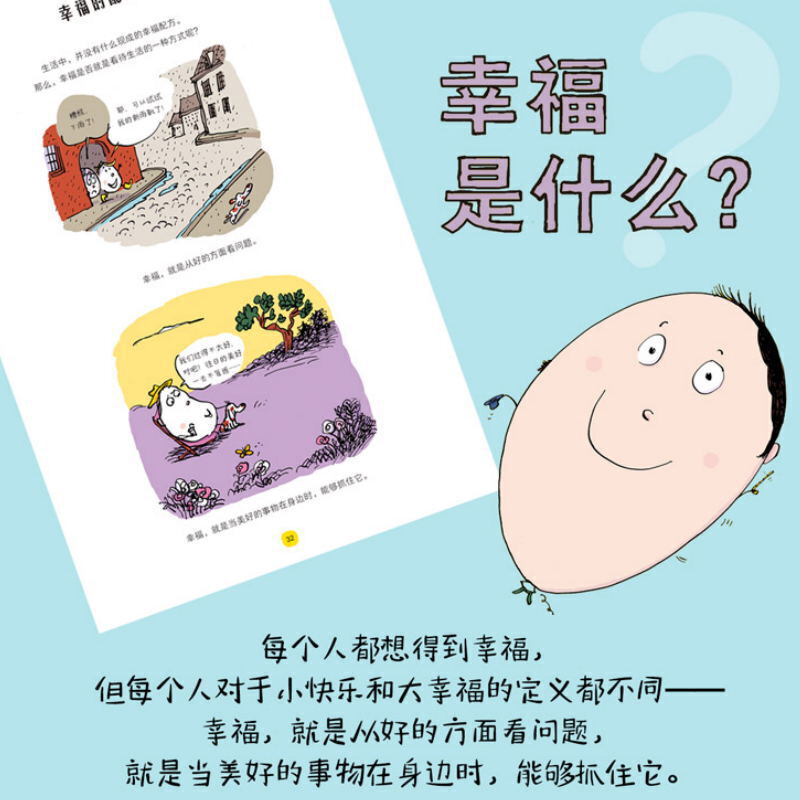 幸福的
生活中，并没有什么现成的幸福配方。
那么，幸福是否就是看待生活的一种方式呢？
糟糕，
下雨了！
耶，可以试试
我的新雨靴了！
幸福，就是从好的方面看问题。
我们过得不太好，
对吧！往日的美好
一去不复返——
幸福，就是当美好的事物在身边时，能够抓住它。
32
幸福
是什么？
每个人都想得到幸福，
但每个人对于小快乐和大幸福的定义都不同——
幸福，就是从好的方面看问题，
就是当美好的事物在身边时，能够抓住它。